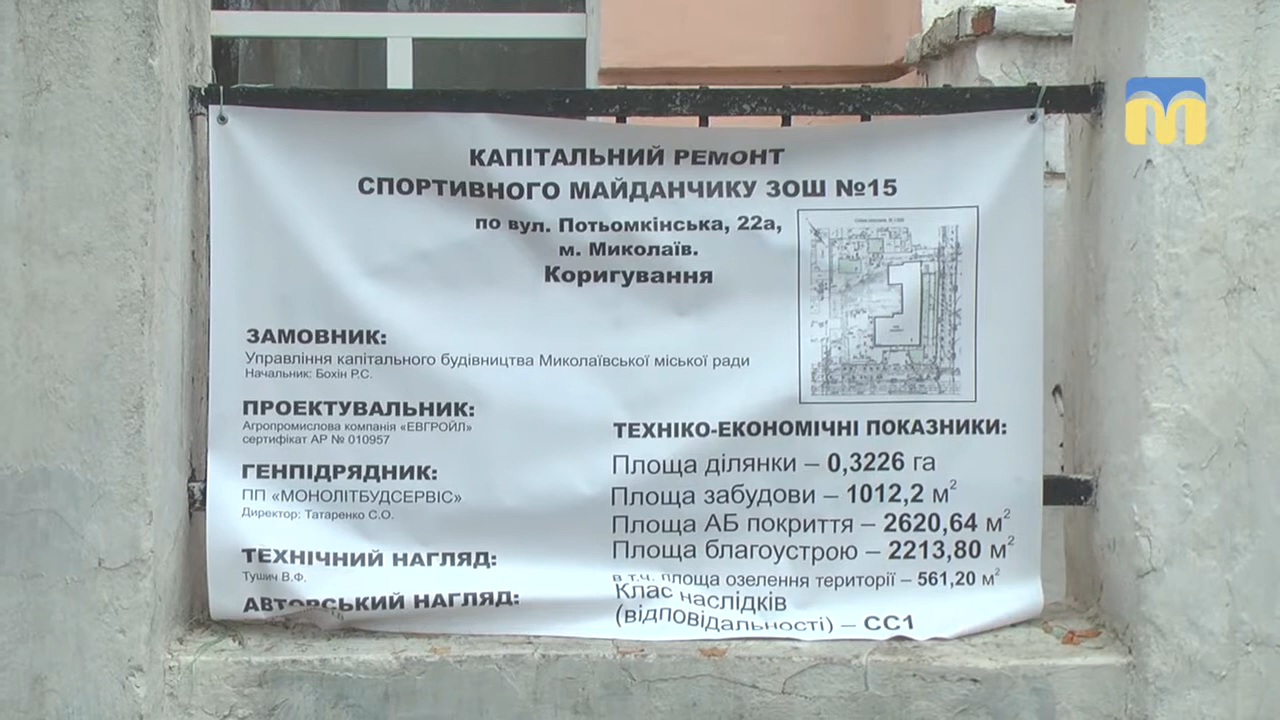 КАПІТАЛЬНИЙ РЕМОНТ
СПОРТИВНОГО МАЙДАНЧИКУ ЗОШ №15
по вул. Потьомкінська, 22а,
м. Миколаїв.
Коригування
ЗАМОВНИК:
Управління капітального будівництва Миколаївської міської ради
Начальник: Бохін Р.С.
ПРОЕКТУВАЛЬНИК:
Агропромислова компанія «ЕВГРОЙЛ»
сертифікат АР № 010957
ГЕНПІДРЯДНИК:
ПП «МОНОЛІТБУДСЕРВІС»
Директор: Татаренко С.О.
ТЕХНІЧНИЙ НАГЛЯД:
Тушич В.Ф.
АВТОРСЬКИЙ НАГЛЯД:
ТЕХНІКО-ЕКОНОМІЧНІ ПОКАЗНИКИ:
Площа ділянки – 0,3226 га
Площа забудови – 1012,2 м²
Площа АБ покриття – 2620,64 м²
Площа благоустрою – 2213,80 м²
в т.ч. площа озелення території – 561,20 м²
Клас наслідків
(відповідальності) – СС1